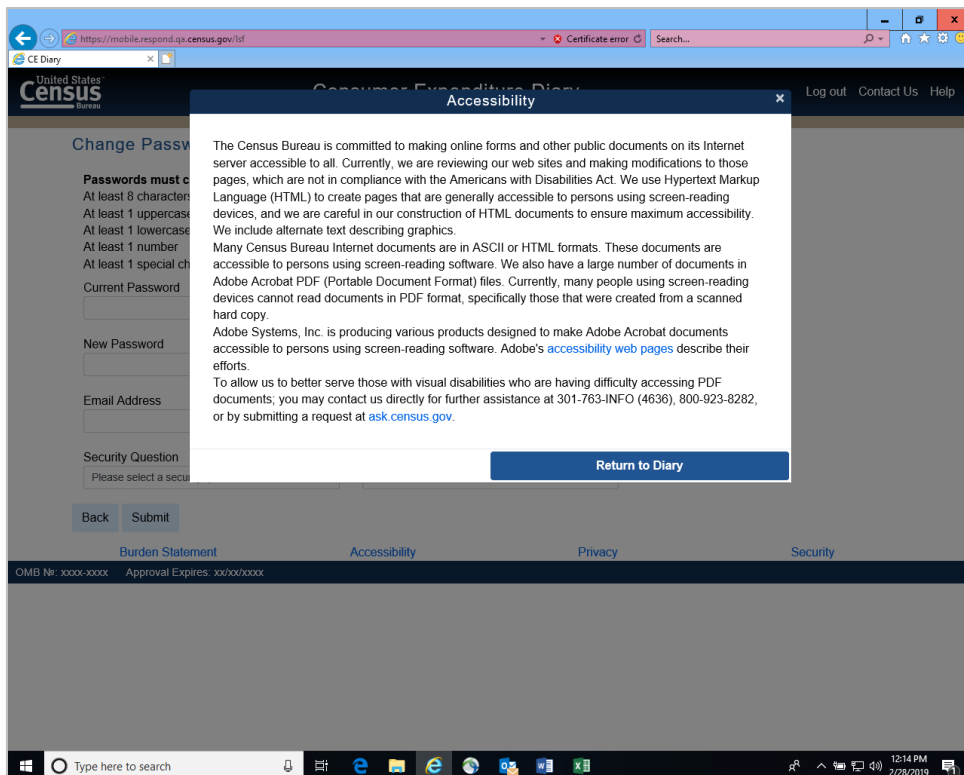 https://mobile.respond.qa.census.gov/lsf
Certificate error
Search...
CE Diary
United States
Census
Bureau
Consumer Expenditure Diary
Log out Contact Us Help
Accessibility
Change Passw
Passwords must c
At least 8 characters
At least 1 uppercase
At least 1 lowercase
At least 1 number
At least 1 special ch
Current Password
New Password
Email Address
Security Question
Please select a secu
The Census Bureau is committed to making online forms and other public documents on its Internet
server accessible to all. Currently, we are reviewing our web sites and making modifications to those
pages, which are not in compliance with the Americans with Disabilities Act. We use Hypertext Markup
Language (HTML) to create pages that are generally accessible to persons using screen-reading
devices, and we are careful in our construction of HTML documents to ensure maximum accessibility.
We include alternate text describing graphics.
Many Census Bureau Internet documents are in ASCII or HTML formats. These documents are
accessible to persons using screen-reading software. We also have a large number of documents in
Adobe Acrobat PDF (Portable Document Format) files. Currently, many people using screen-reading
devices cannot read documents in PDF format, specifically those that were created from a scanned
hard copy.
Adobe Systems, Inc. is producing various products designed to make Adobe Acrobat documents
accessible to persons using screen-reading software. Adobe's accessibility web pages describe their
efforts.
To allow us to better serve those with visual disabilities who are having difficulty accessing PDF
documents; you may contact us directly for further assistance at 301-763-INFO (4636), 800-923-8282,
or by submitting a request at ask.census.gov.
Return to Diary
Back Submit
Burden Statement Accessibility Privacy Security
OMB №: xxxx-xxxx Approval Expires: xx/xx/xxxx
Type here to search
12:14 PM
2/28/2019